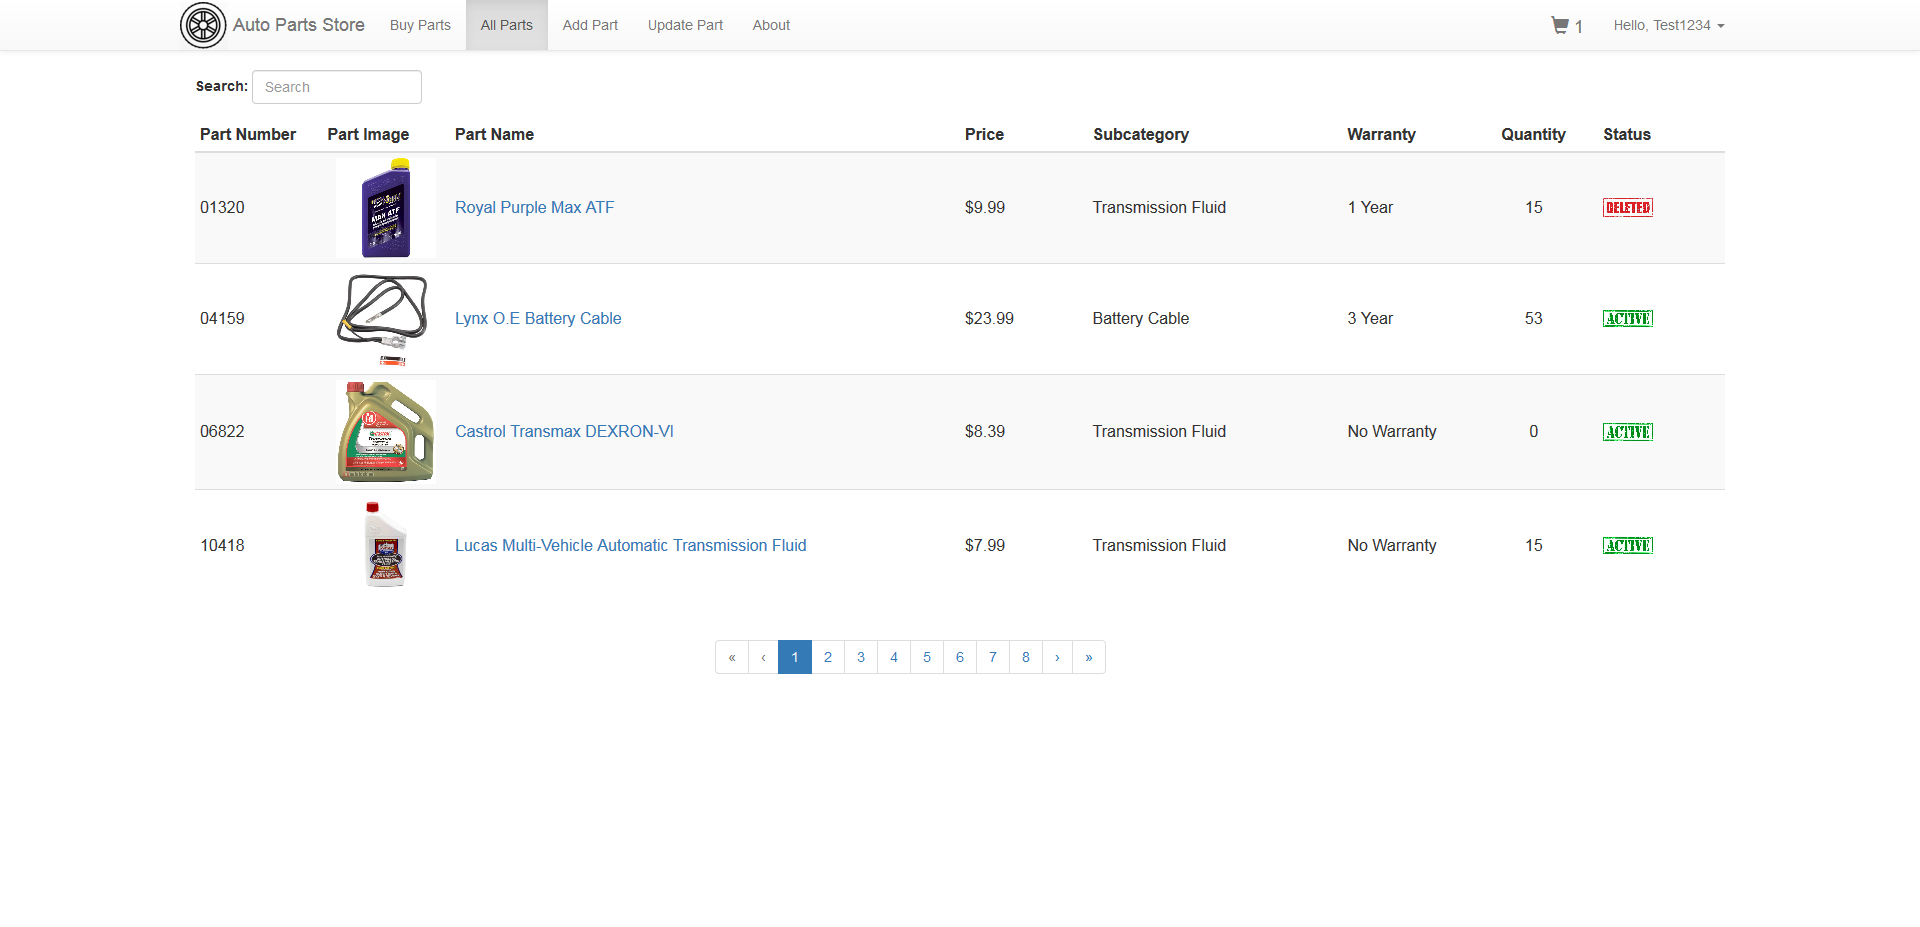 Auto Parts Store Buy Parts All Parts Add Part Update Part About 1 Hello, Test1234
Search: Search
Part Number Part Image Part Name Price Subcategory Warranty Quantity Status
01320 MAX ATF Royal Purple Max ATF $9.99 Transmission Fluid 1 Year 15 DELETED
04159 Lynx O.E Battery Cable $23.99 Battery Cable 3 Year 53 ACTIVE
06822 Castrol Transmax DEXRON-VI $8.39 Transmission Fluid No Warranty 0 ACTIVE
10418 Lucas Multi-Vehicle Automatic Transmission Fluid $7.99 Transmission Fluid No Warranty 15 ACTIVE
« ‹ 1 2 3 4 5 6 7 8 › »